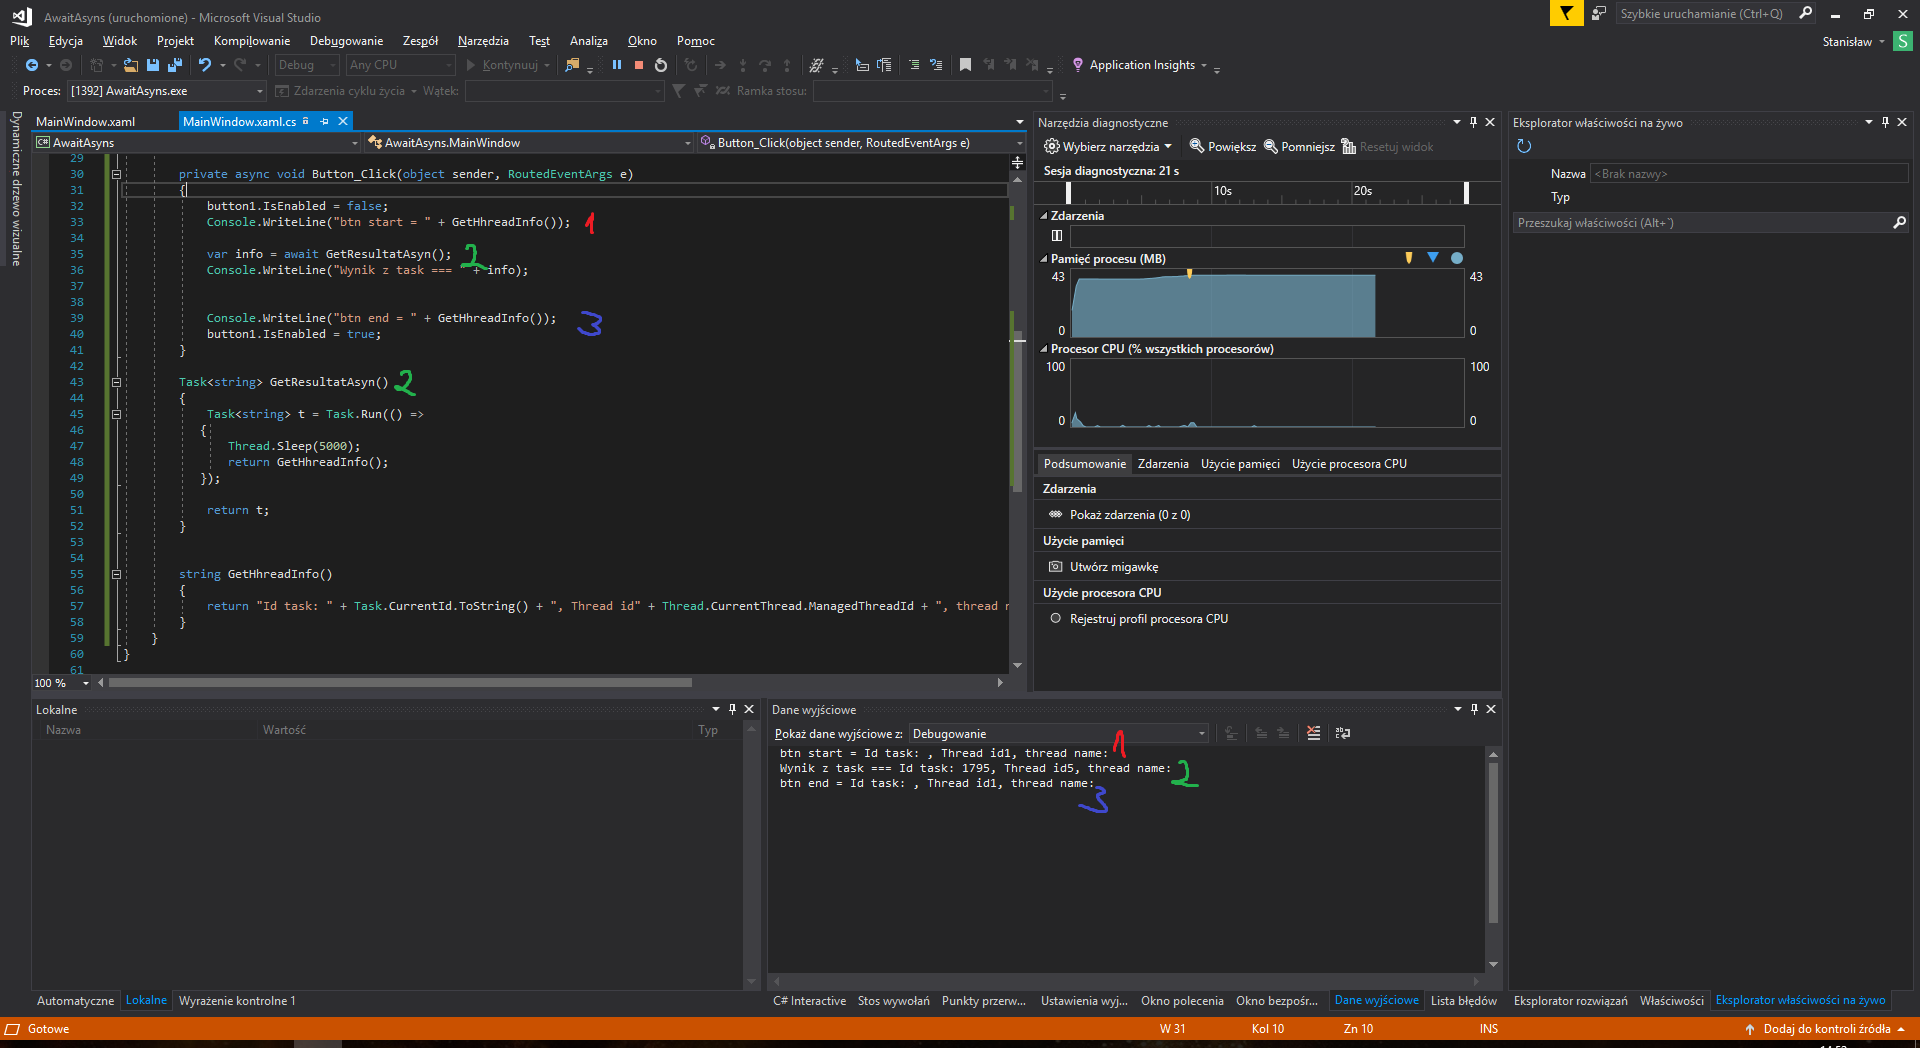 AwaitAsyns (uruchomione) - Microsoft Visual Studio
Szybkie uruchamianie (Ctrl+Q)
Plik Edycja Widok Projekt Kompilowanie Debugowanie Zespół Narzędzia Test Analiza Okno Pomoc
Stanisław S
Debug Any CPU Kontynuuj Application Insights
Proces: [1392] AwaitAsyns.exe Zdarzenia cyklu życia Wątek: Ramka stosu:
Dynamiczne drzewo wizualne
MainWindow.xaml MainWindow.xaml.cs
C# AwaitAsyns AwaitAsyns.MainWindow Button_Click(object sender, RoutedEventArgs e)
29
30 private async void Button_Click(object sender, RoutedEventArgs e)
31 {
32 button1.IsEnabled = false;
33 Console.WriteLine("btn start = " + GetHhreadInfo()); 1
34
35 var info = await GetResultatAsyn(); 2
36 Console.WriteLine("Wynik z task === " + info);
37
38
39 Console.WriteLine("btn end = " + GetHhreadInfo()); 3
40 button1.IsEnabled = true;
41 }
42
43 Task<string> GetResultatAsyn() 2
44 {
45 Task<string> t = Task.Run(() =>
46 {
47 Thread.Sleep(5000);
48 return GetHhreadInfo();
49 });
50
51 return t;
52 }
53
54
55 string GetHhreadInfo()
56 {
57 return "Id task: " + Task.CurrentId.ToString() + ", Thread id" + Thread.CurrentThread.ManagedThreadId + ", thread
58 }
59 }
60 }
61
100 %
Narzędzia diagnostyczne
Wybierz narzędzia Powiększ Pomniejsz Resetuj widok
Sesja diagnostyczna: 21 s
10s 20s
Zdarzenia
Pamięć procesu (MB)
43 43
0 0
Procesor CPU (% wszystkich procesorów)
100 100
0 0
Podsumowanie Zdarzenia Użycie pamięci Użycie procesora CPU
Zdarzenia
Pokaż zdarzenia (0 z 0)
Użycie pamięci
Utwórz migawkę
Użycie procesora CPU
Rejestruj profil procesora CPU
Eksplorator właściwości na żywo
Nazwa <Brak nazwy>
Typ
Przeszukaj właściwości (Alt+`)
Lokalne
Nazwa Wartość Typ
Automatyczne Lokalne Wyrażenie kontrolne 1
Dane wyjściowe
Pokaż dane wyjściowe z: Debugowanie
btn start = Id task: , Thread id1, thread name: 1
Wynik z task === Id task: 1795, Thread id5, thread name: 2
btn end = Id task: , Thread id1, thread name:
3
C# Interactive Stos wywołań Punkty przerw... Ustawienia wyj... Okno polecenia Okno bezpośr... Dane wyjściowe Lista błędów
Eksplorator rozwiązań Właściwości Eksplorator właściwości na żywo
Gotowe W 31 Kol 10 Zn 10 INS Dodaj do kontroli źródła